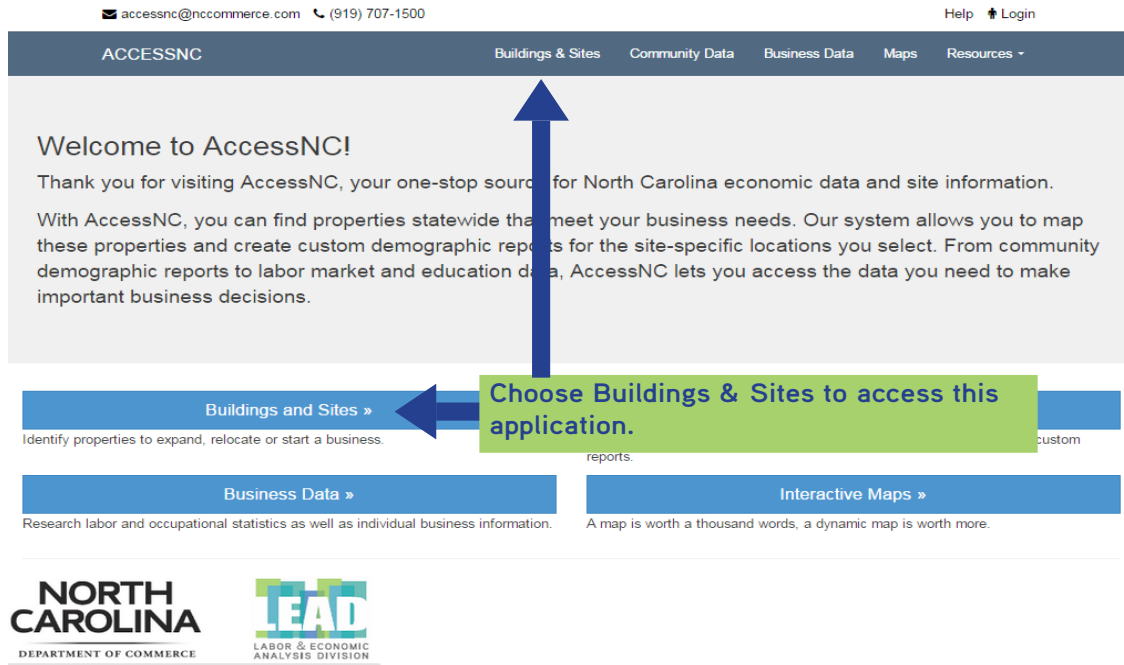 accessnc@nccommerce.com (919) 707-1500 Help Login
ACCESSNC Buildings & Sites Community Data Business Data Maps Resources
Welcome to AccessNC!
Thank you for visiting AccessNC, your one-stop source for North Carolina economic data and site information.
With AccessNC, you can find properties statewide that meet your business needs. Our system allows you to map
these properties and create custom demographic reports for the site-specific locations you select. From community
demographic reports to labor market and education data, AccessNC lets you access the data you need to make
important business decisions.
Choose Buildings & Sites to access this
application.
Buildings and Sites »
Identify properties to expand, relocate or start a business.
custom
reports.
Business Data »
Interactive Maps »
Research labor and occupational statistics as well as individual business information.
A map is worth a thousand words, a dynamic map is worth more.
NORTH
CAROLINA
DEPARTMENT OF COMMERCE
LEAD
LABOR & ECONOMIC
ANALYSIS DIVISION